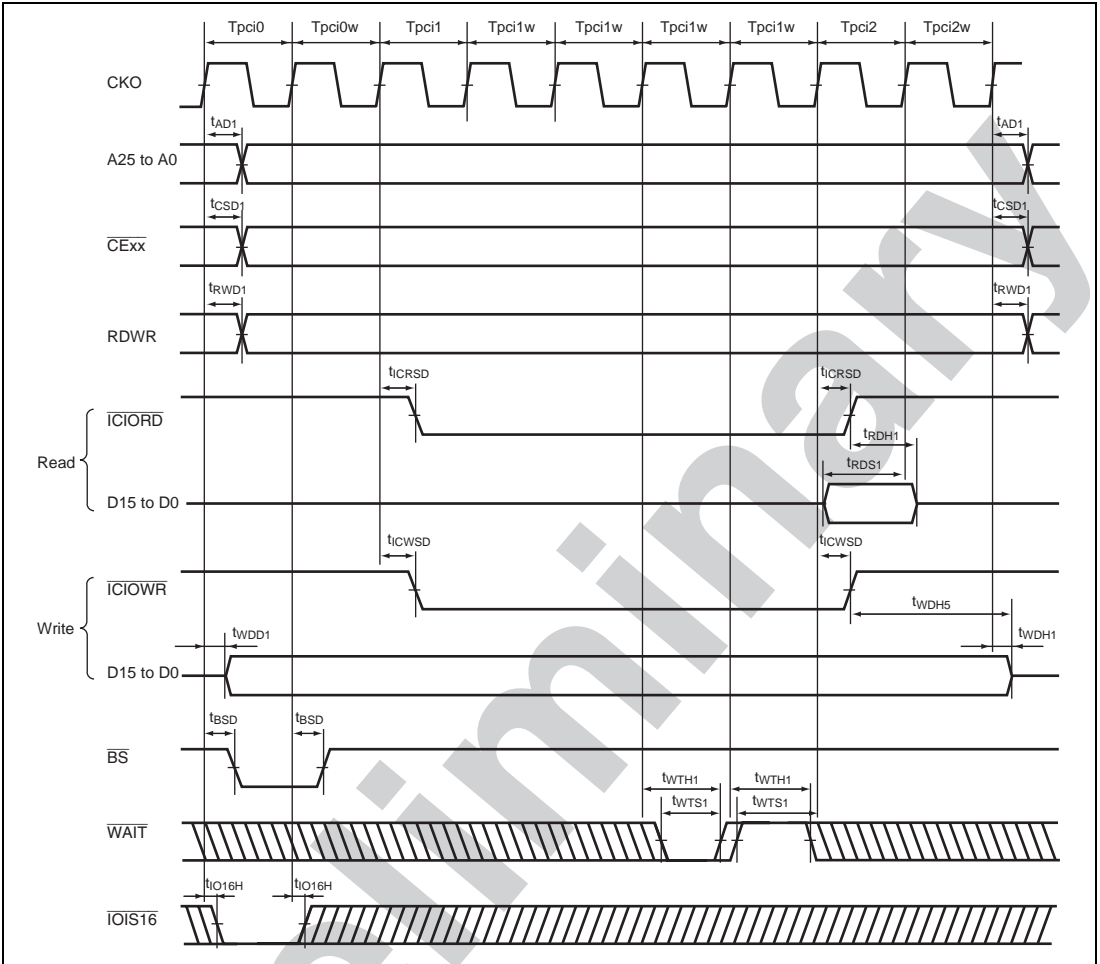 Tpci0 Tpci0w Tpci1 Tpci1w Tpci1w Tpci1w Tpci1w Tpci2 Tpci2w
CKO
tAD1 tAD1
A25 to A0
tCSD1 tCSD1
CExx
tRWD1 tRWD1
RDWR
tICRSD tICRSD
ICIORD
tRDH1
Read
tRDS1
D15 to D0
tICWSD tICWSD
ICIOWR
tWDH5
Write
tWDD1 tWDH1
D15 to D0
tBSD tBSD
BS
tWTH1 tWTH1
tWTS1 tWTS1
WAIT
tIO16H tIO16H
IOIS16